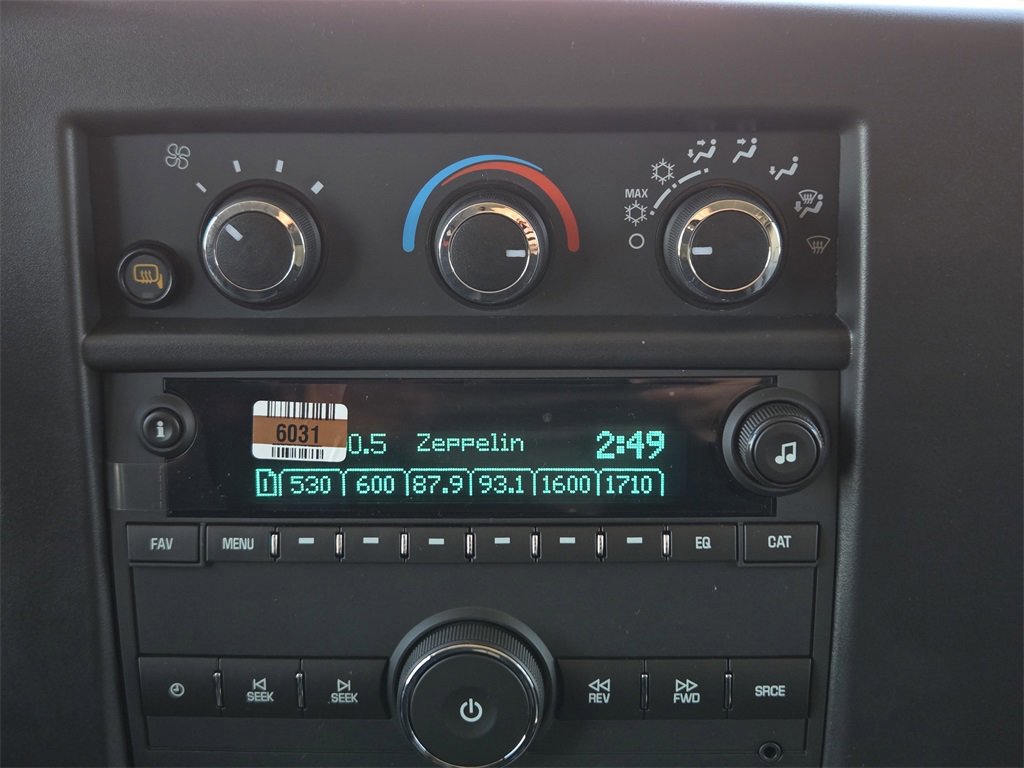 MAX
6031
0.5 Zeppelin 2:49
1 530 600 87.9 93.1 1600 1710
FAV MENU EQ CAT
SEEK SEEK REV FWD SRCE